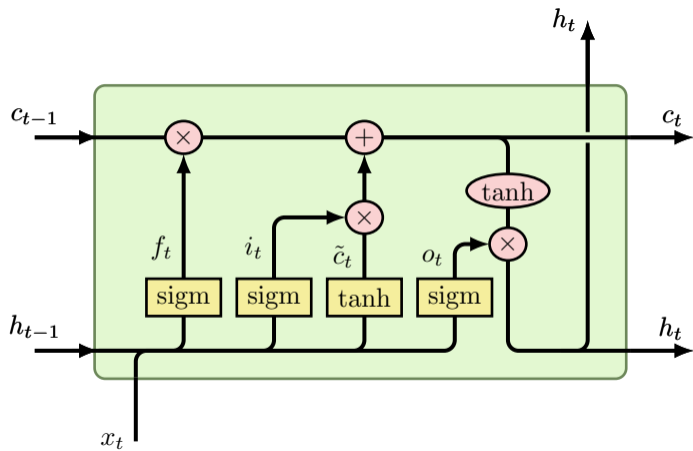 h_t
c_{t−1}
×
+
c_t
tanh
×
×
f_t
i_t
c̃_t
o_t
sigm
sigm
tanh
sigm
h_{t−1}
h_t
x_t